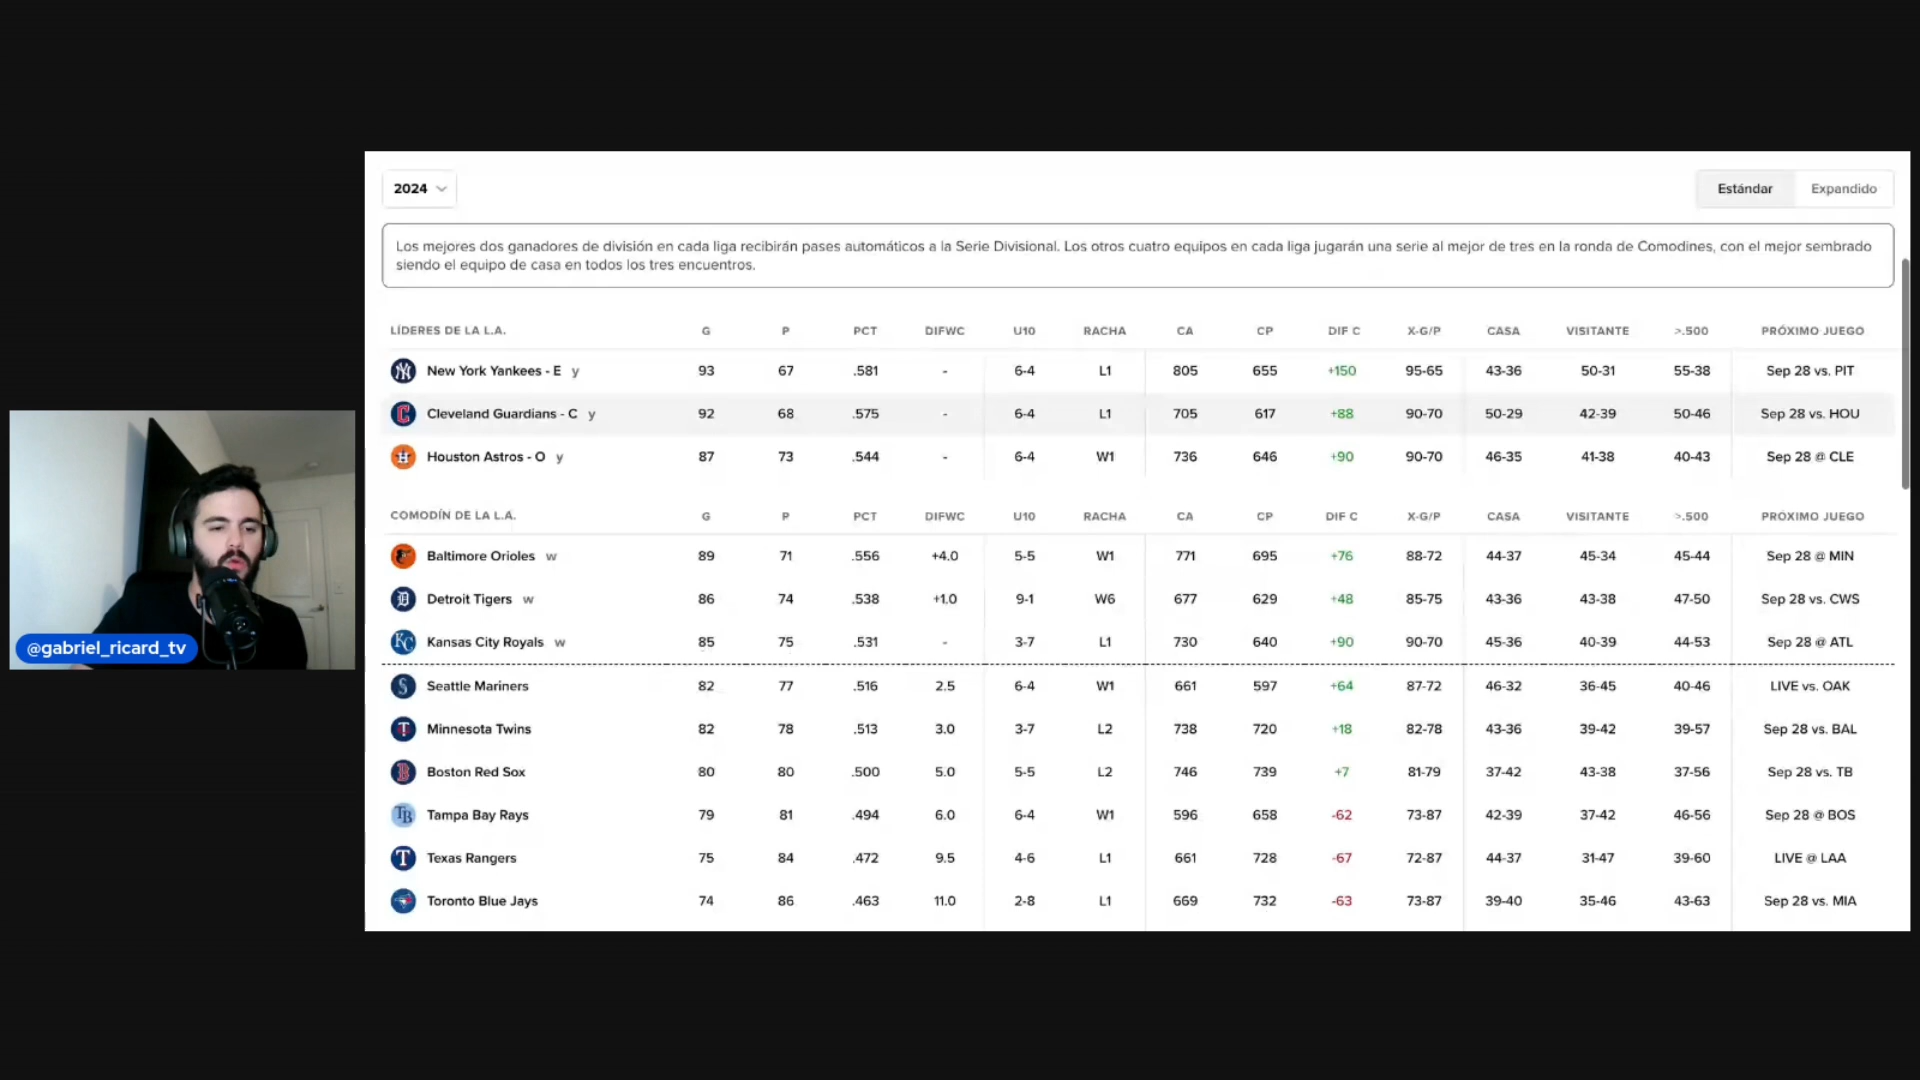 2024
Estándar Expandido
Los mejores dos ganadores de división en cada liga recibirán pases automáticos a la Serie Divisional. Los otros cuatro equipos en cada liga jugarán una serie al mejor de tres en la ronda de Comodines, con el mejor sembrado
siendo el equipo de casa en todos los tres encuentros.
LÍDERES DE LA L.A. G P PCT DIFWC U10 RACHA CA CP DIF C X-G/P CASA VISITANTE >.500 PRÓXIMO JUEGO
New York Yankees - E y 93 67 .581 - 6-4 L1 805 655 +150 95-65 43-36 50-31 55-38 Sep 28 vs. PIT
Cleveland Guardians - C y 92 68 .575 - 6-4 L1 705 617 +88 90-70 50-29 42-39 50-46 Sep 28 vs. HOU
Houston Astros - O y 87 73 .544 - 6-4 W1 736 646 +90 90-70 46-35 41-38 40-43 Sep 28 @ CLE
COMODÍN DE LA L.A. G P PCT DIFWC U10 RACHA CA CP DIF C X-G/P CASA VISITANTE >.500 PRÓXIMO JUEGO
Baltimore Orioles w 89 71 .556 +4.0 5-5 W1 771 695 +76 88-72 44-37 45-34 45-44 Sep 28 @ MIN
Detroit Tigers w 86 74 .538 +1.0 9-1 W6 677 629 +48 85-75 43-36 43-38 47-50 Sep 28 vs. CWS
Kansas City Royals w 85 75 .531 - 3-7 L1 730 640 +90 90-70 45-36 40-39 44-53 Sep 28 @ ATL
Seattle Mariners 82 77 .516 2.5 6-4 W1 661 597 +64 87-72 46-32 36-45 40-46 LIVE vs. OAK
Minnesota Twins 82 78 .513 3.0 3-7 L2 738 720 +18 82-78 43-36 39-42 39-57 Sep 28 vs. BAL
Boston Red Sox 80 80 .500 5.0 5-5 L2 746 739 +7 81-79 37-42 43-38 37-56 Sep 28 vs. TB
Tampa Bay Rays 79 81 .494 6.0 6-4 W1 596 658 -62 73-87 42-39 37-42 46-56 Sep 28 @ BOS
Texas Rangers 75 84 .472 9.5 4-6 L1 661 728 -67 72-87 44-37 31-47 39-60 LIVE @ LAA
Toronto Blue Jays 74 86 .463 11.0 2-8 L1 669 732 -63 73-87 39-40 35-46 43-63 Sep 28 vs. MIA
@gabriel_ricard_tv